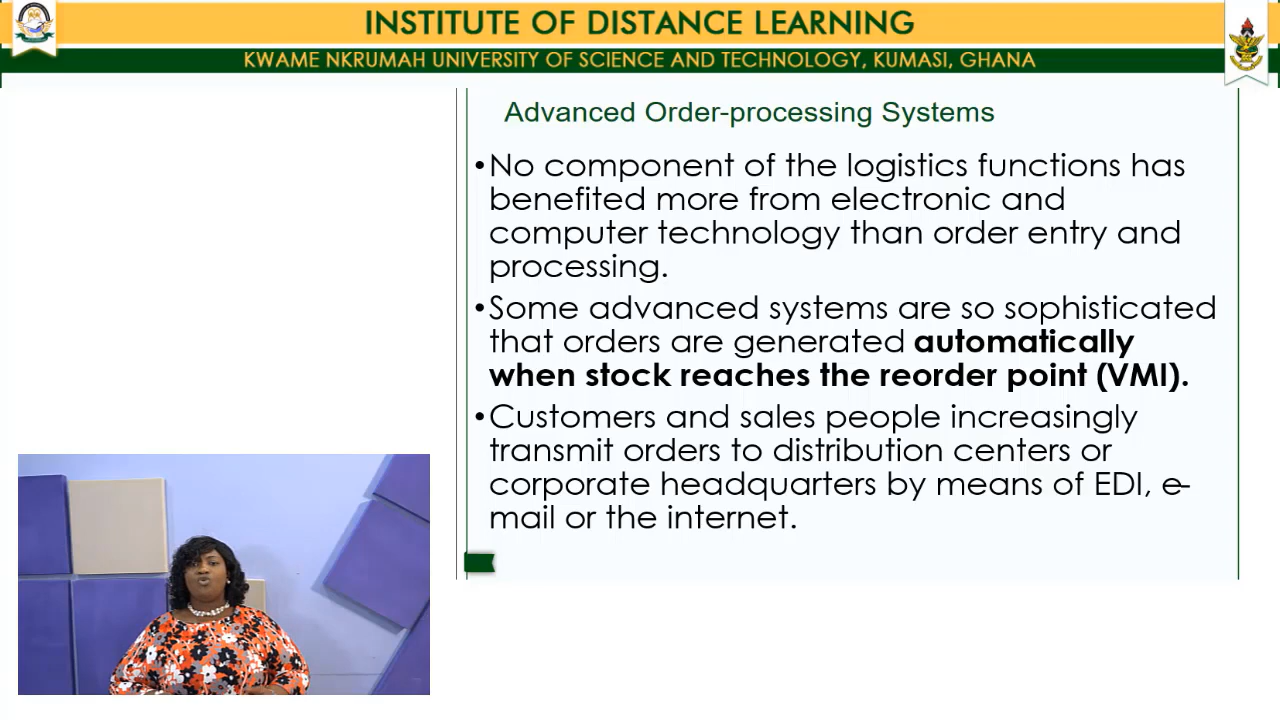 INSTITUTE OF DISTANCE LEARNING
KWAME NKRUMAH UNIVERSITY OF SCIENCE AND TECHNOLOGY, KUMASI, GHANA
Advanced Order-processing Systems
•No component of the logistics functions has
benefited more from electronic and
computer technology than order entry and
processing.
•Some advanced systems are so sophisticated
that orders are generated automatically
when stock reaches the reorder point (VMI).
•Customers and sales people increasingly
transmit orders to distribution centers or
corporate headquarters by means of EDI, e-
mail or the internet.